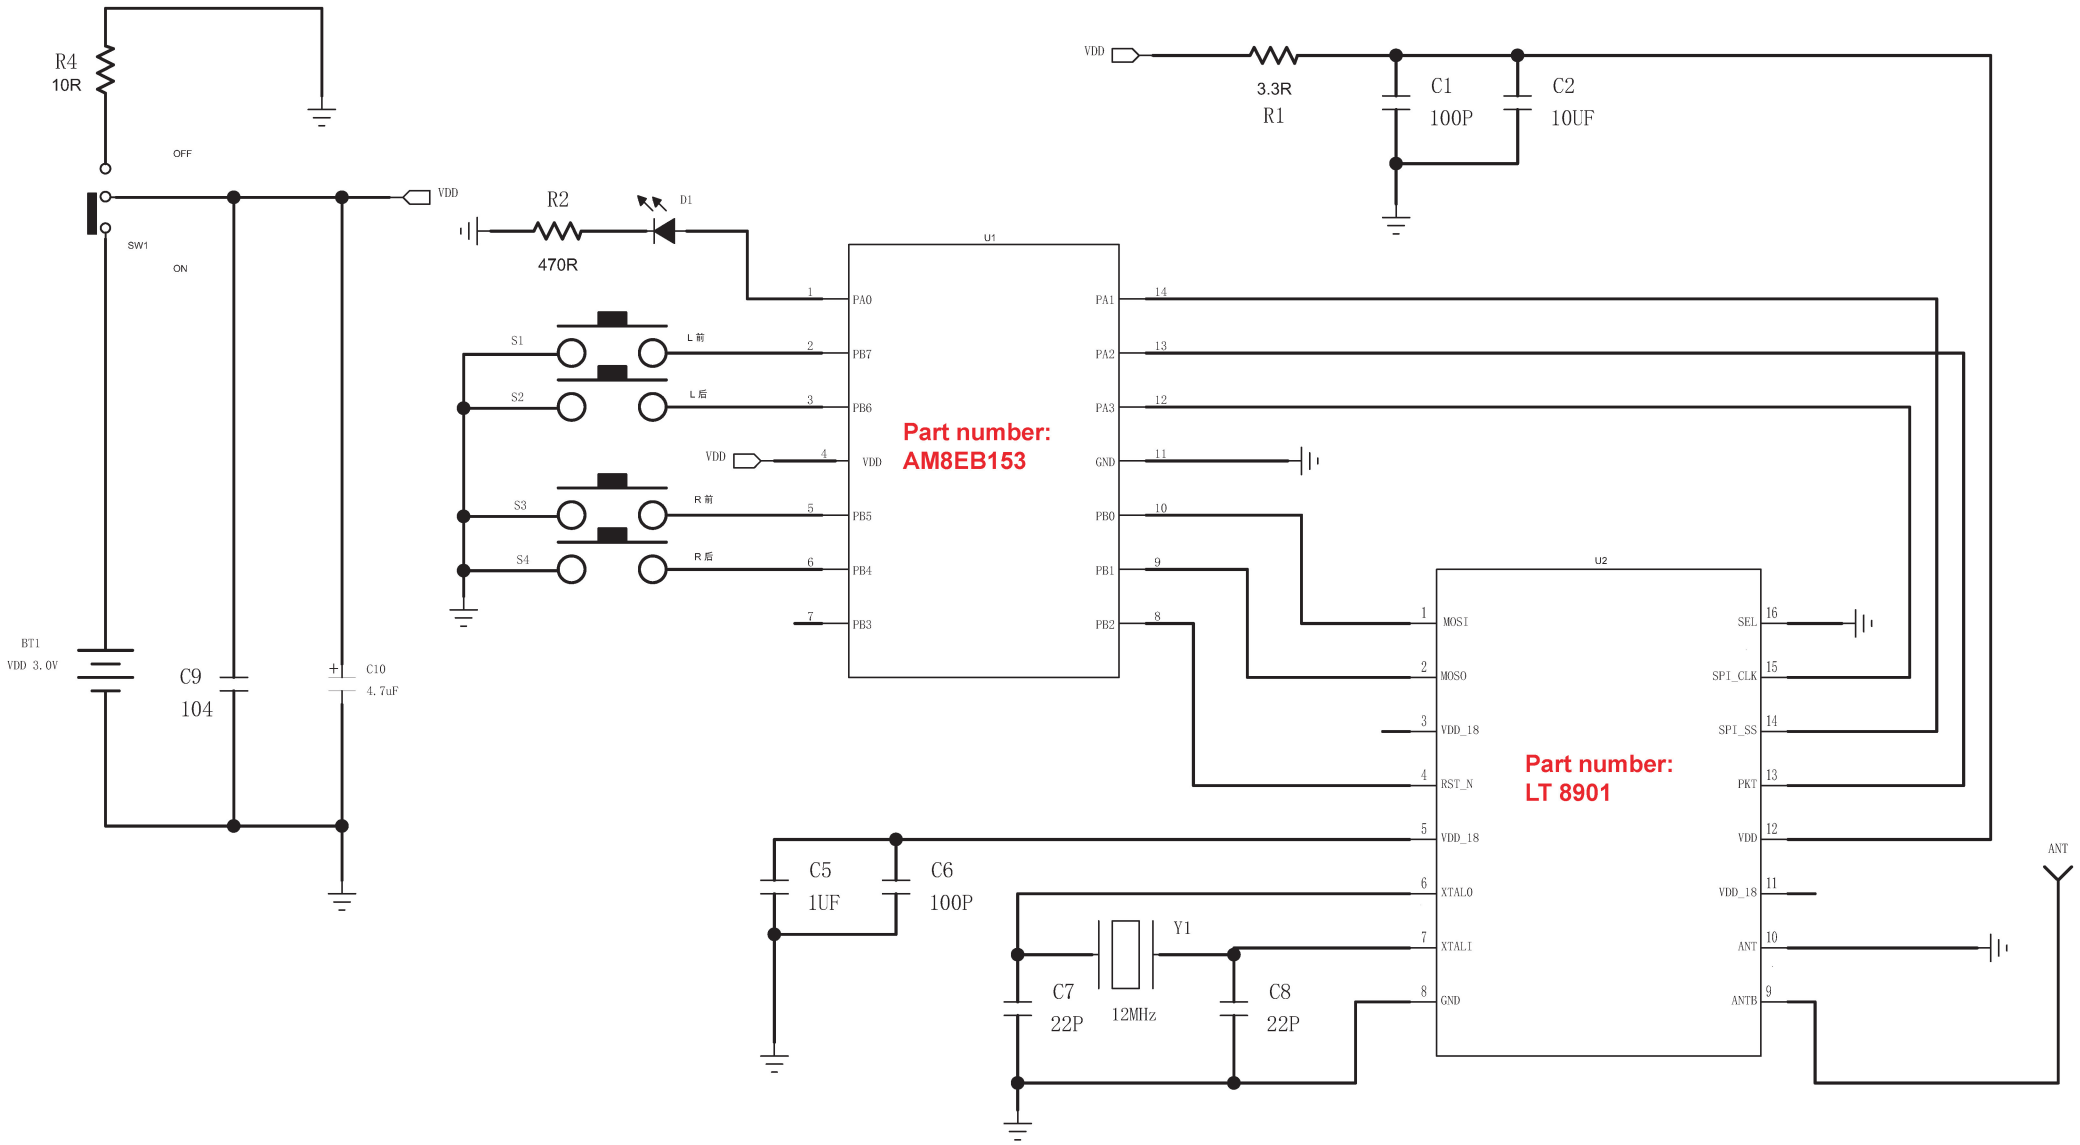 R4
10R
OFF
VDD
SW1
ON
BT1
VDD 3.0V
C9
104
+
C10
4.7uF
R2
470R
D1
S1
L 前
S2
L 后
VDD
S3
R 前
S4
R 后
U1
1
PA0
2
PB7
3
PB6
4
VDD
5
PB5
6
PB4
7
PB3
Part number:
AM8EB153
14
PA1
13
PA2
12
PA3
11
GND
10
PB0
9
PB1
8
PB2
VDD
3.3R
R1
C1
100P
C2
10UF
U2
1
MOSI
2
MOSO
3
VDD_18
4
RST_N
5
VDD_18
6
XTALO
7
XTALI
8
GND
Part number:
LT 8901
16
SEL
15
SPI_CLK
14
SPI_SS
13
PKT
12
VDD
11
VDD_18
10
ANT
9
ANTB
ANT
C5
1UF
C6
100P
Y1
12MHz
C7
22P
C8
22P